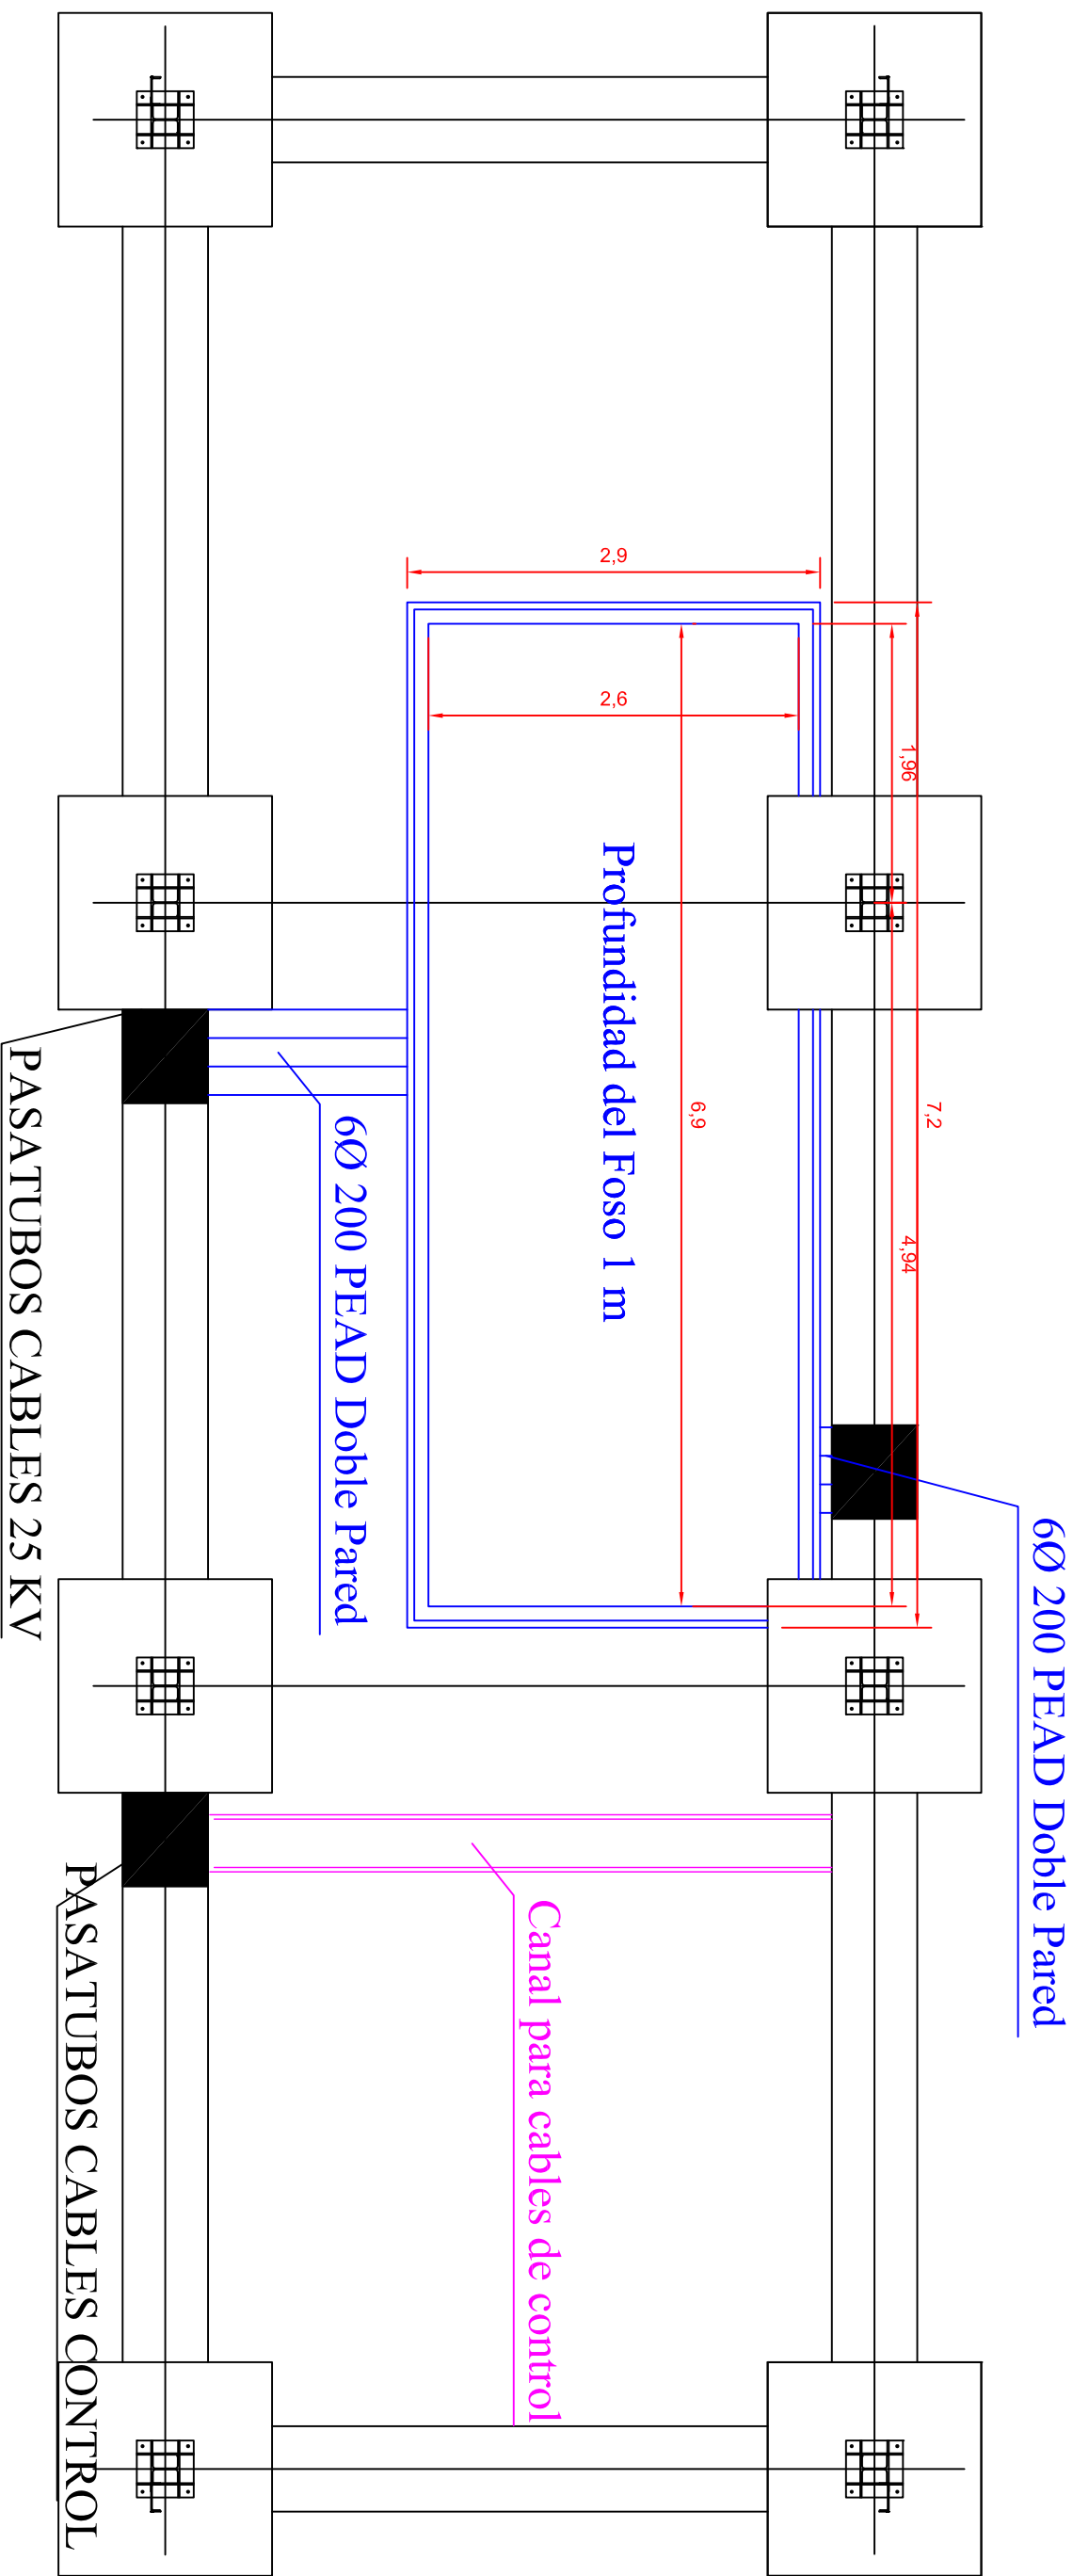 6Ø 200 PEAD Doble Pared
7,2
1,96
4,94
6,9
2,9
2,6
Profundidad del Foso 1 m
Canal para cables de control
6Ø 200 PEAD Doble Pared
PASATUBOS CABLES CONTROL
PASATUBOS CABLES 25 KV